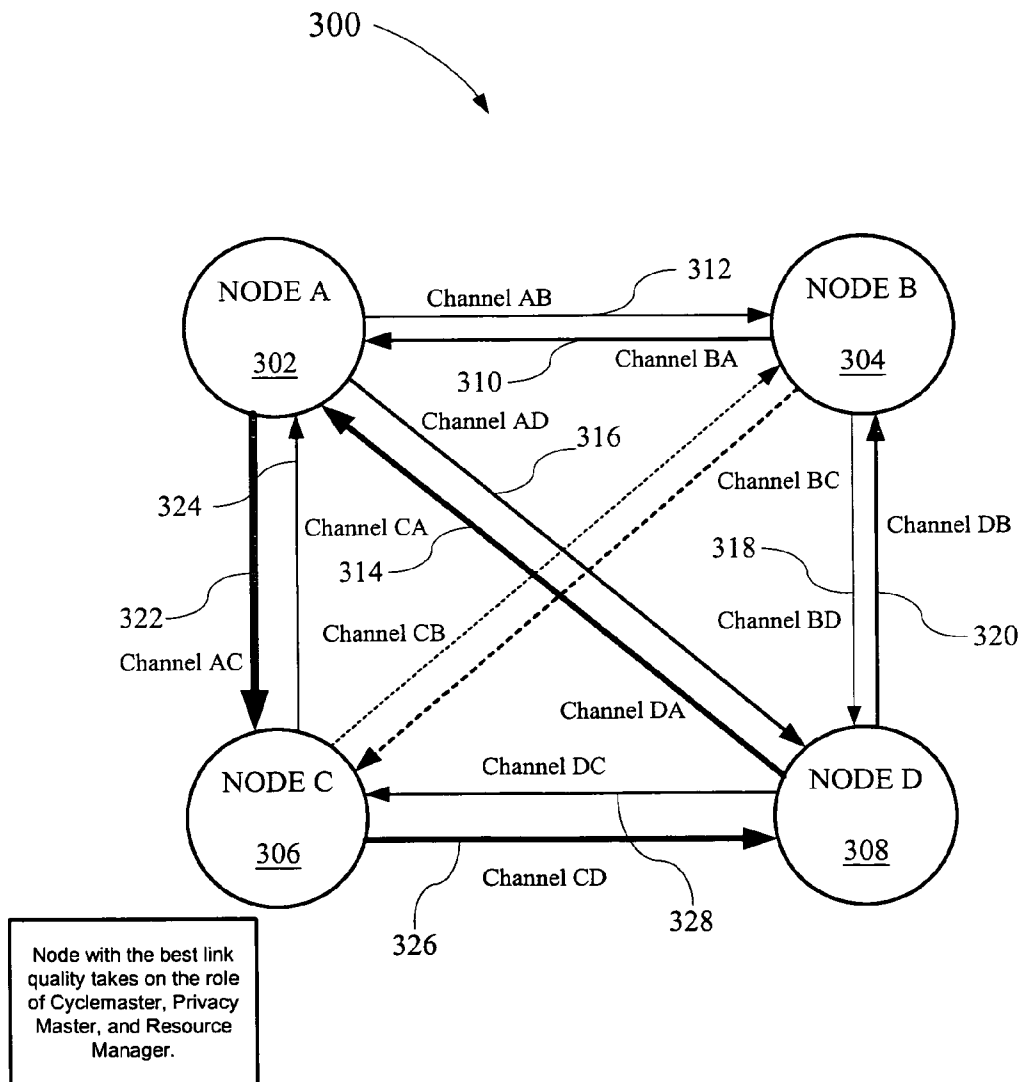 300
NODE A
302
NODE B
304
Channel AB
312
Channel BA
310
Channel AD
316
Channel BC
324
Channel CA
314
Channel DB
318
322
Channel CB
Channel BD
320
Channel AC
Channel DA
NODE C
306
Channel DC
NODE D
308
Channel CD
326
328
Node with the best link
quality takes on the role
of Cyclemaster, Privacy
Master, and Resource
Manager.